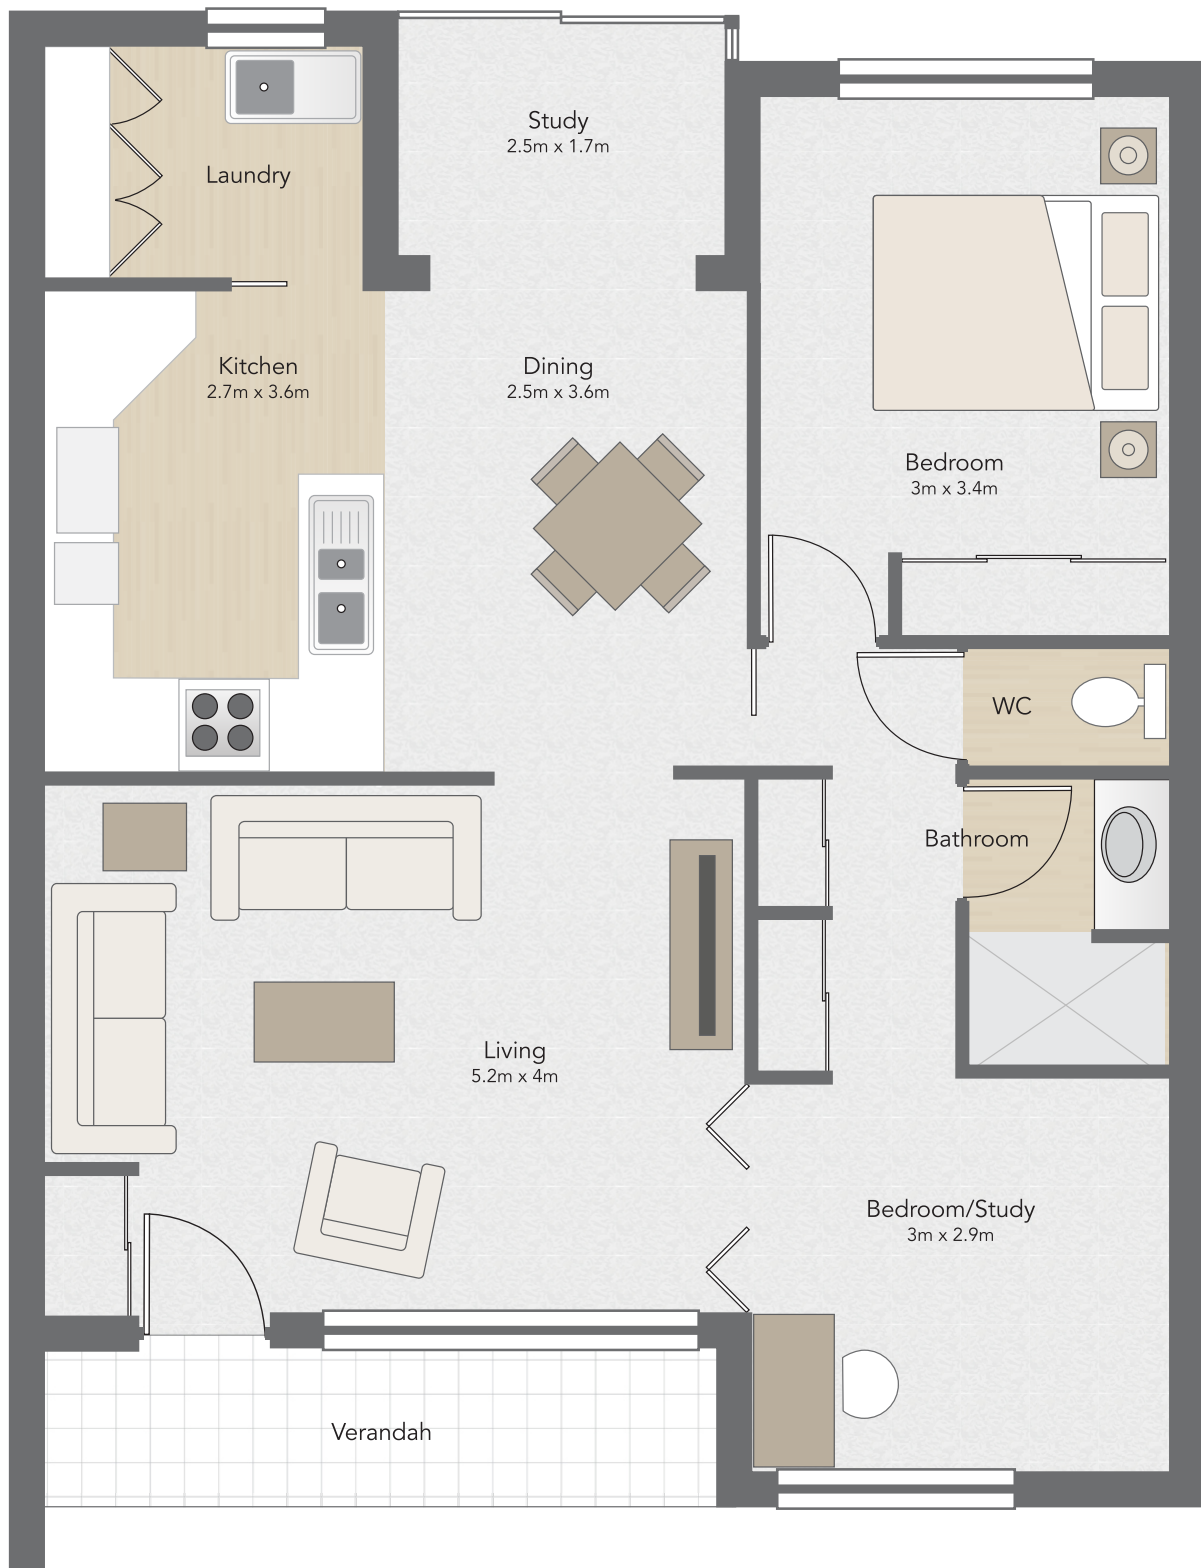 Study
2.5m x 1.7m
Laundry
Kitchen
2.7m x 3.6m
Dining
2.5m x 3.6m
Bedroom
3m x 3.4m
WC
Bathroom
Living
5.2m x 4m
Bedroom/Study
3m x 2.9m
Verandah